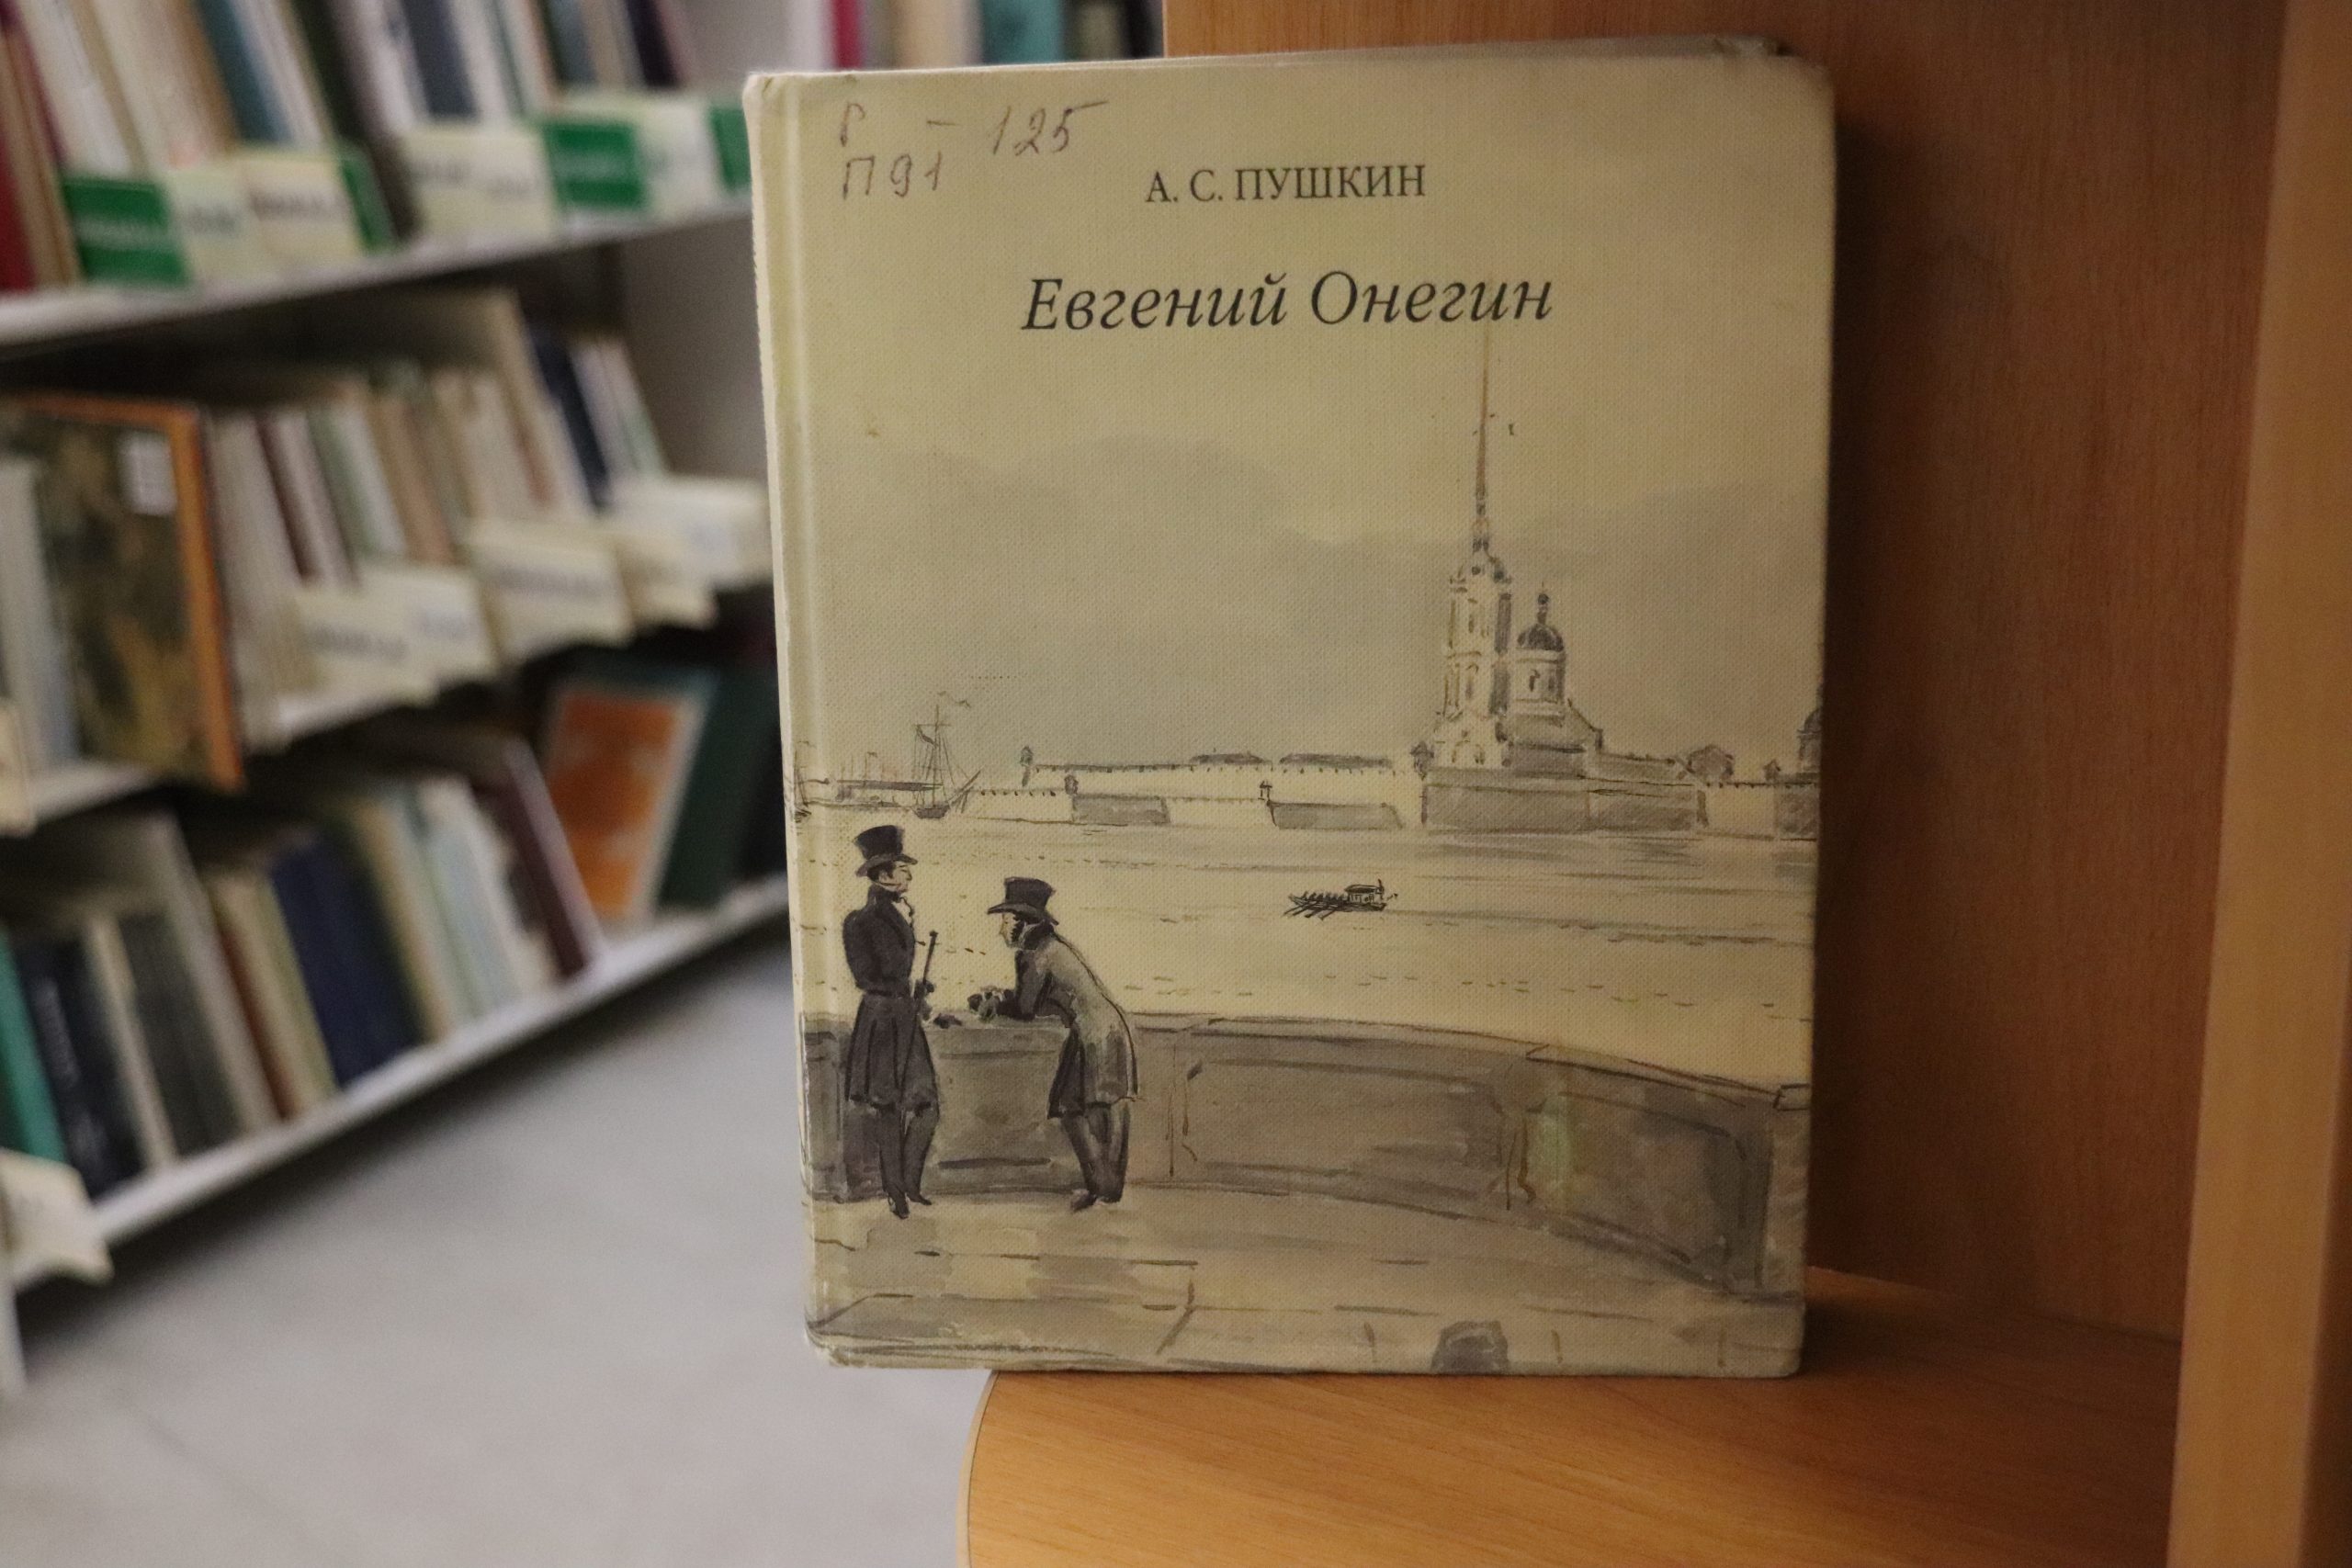 Р - 125
П91
А. С. ПУШКИН
Евгений Онегин